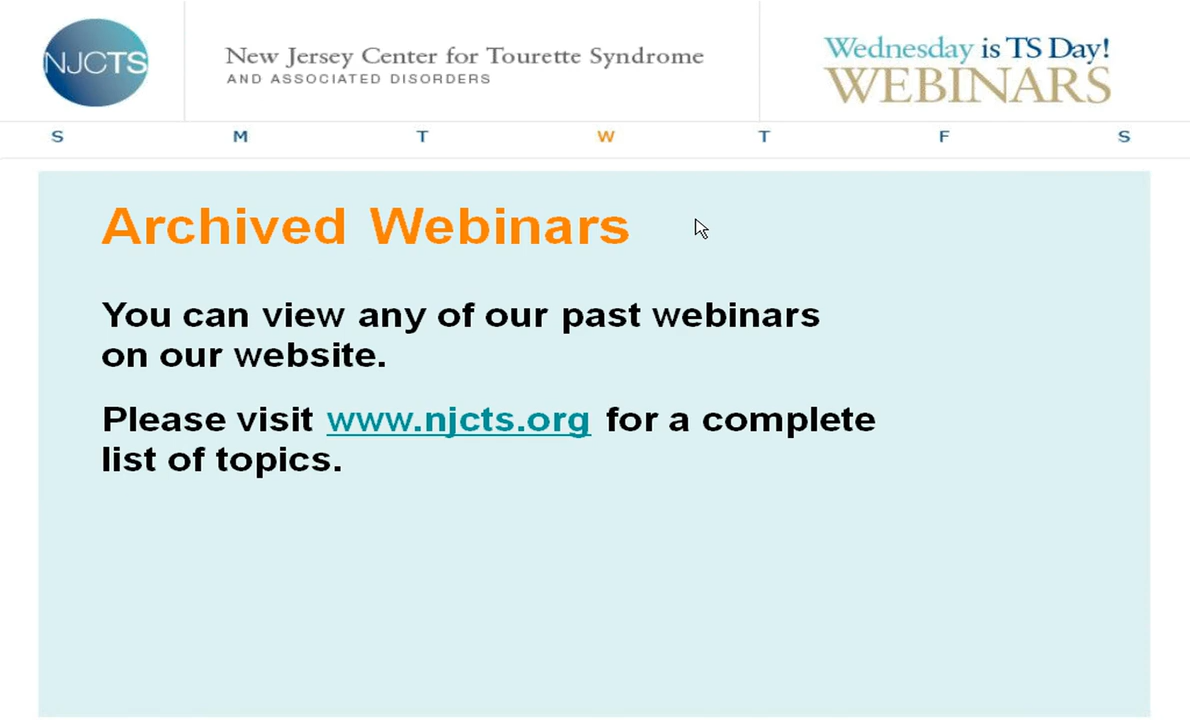 NJCTS
New Jersey Center for Tourette Syndrome
AND ASSOCIATED DISORDERS
Wednesday is TS Day!
WEBINARS
S M T W T F S
Archived Webinars
You can view any of our past webinars
on our website.
Please visit www.njcts.org for a complete
list of topics.